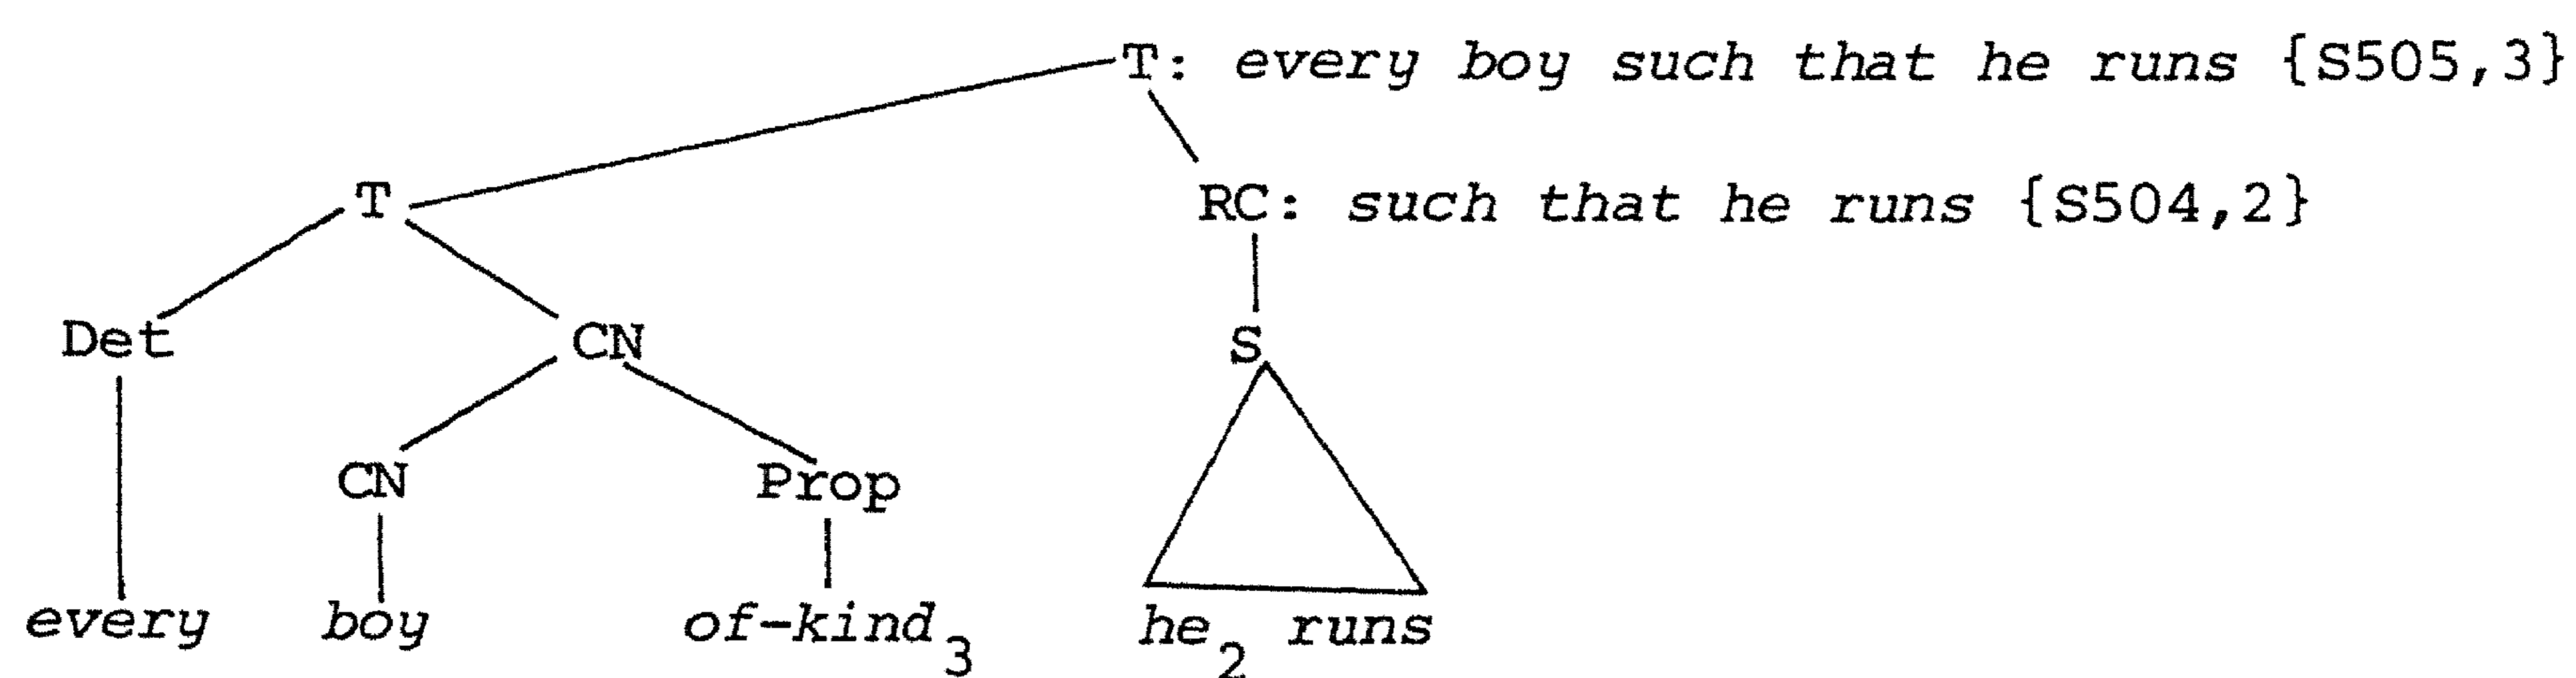 T: every boy such that he runs {S505,3}
T RC: such that he runs {S504,2}
Det CN S
CN Prop
every boy of-kind3 he2 runs